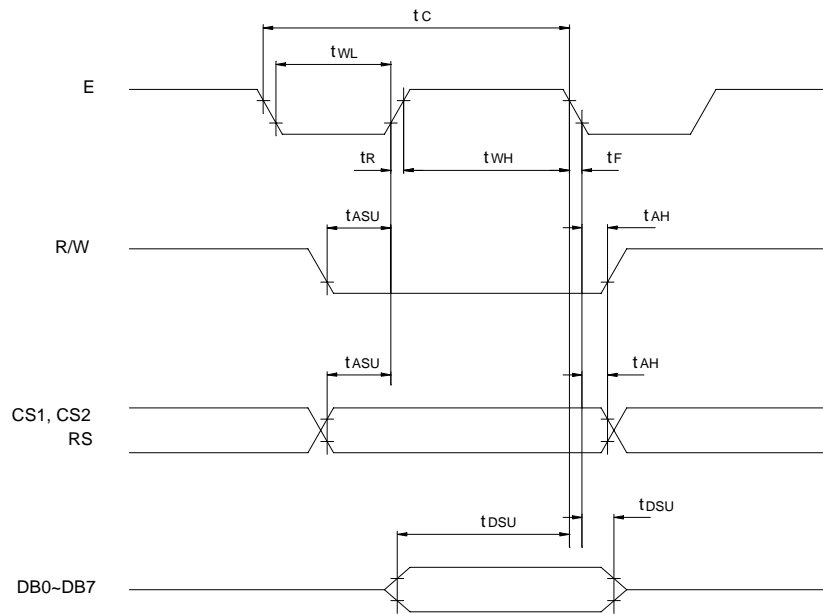 tC
tWL
E
tR
tWH
tF
tASU
tAH
R/W
tASU
tAH
CS1, CS2
RS
tDSU
tDSU
DB0~DB7